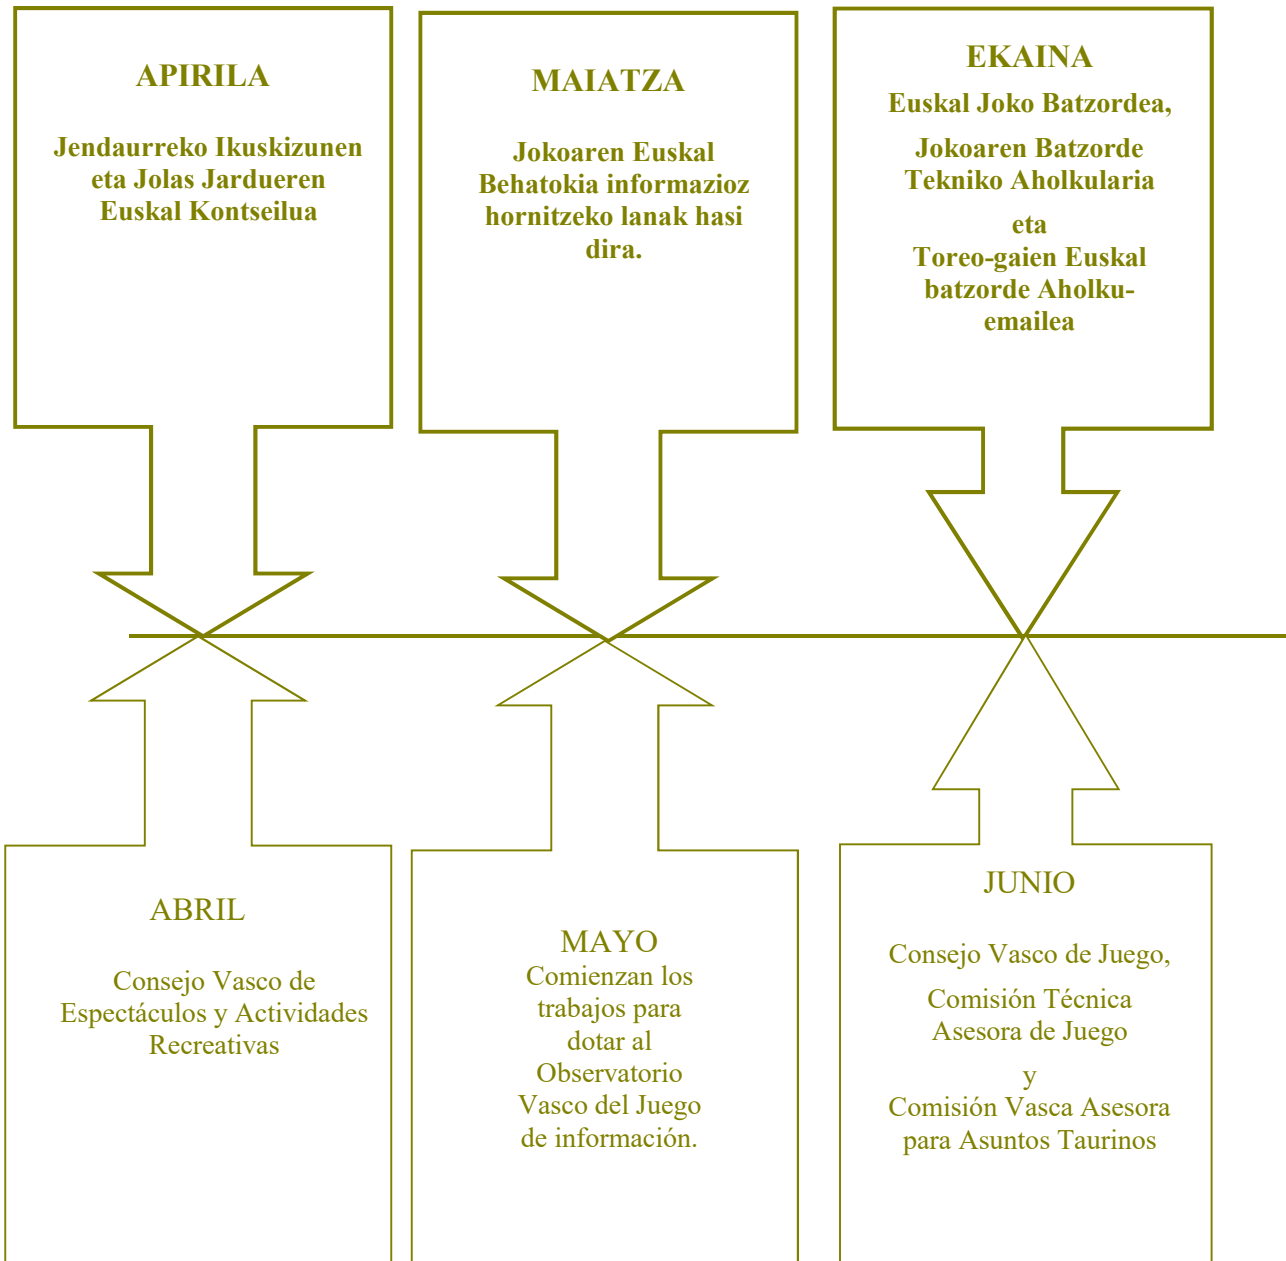 APIRILA
Jendaurreko Ikuskizunen
eta Jolas Jardueren
Euskal Kontseilua
MAIATZA
Jokoaren Euskal
Behatokia informazioz
hornitzeko lanak hasi
dira.
EKAINA
Euskal Joko Batzordea,
Jokoaren Batzorde
Tekniko Aholkularia
eta
Toreo-gaien Euskal
batzorde Aholku-
emailea
ABRIL
Consejo Vasco de
Espectáculos y Actividades
Recreativas
MAYO
Comienzan los
trabajos para
dotar al
Observatorio
Vasco del Juego
de información.
JUNIO
Consejo Vasco de Juego,
Comisión Técnica
Asesora de Juego
y
Comisión Vasca Asesora
para Asuntos Taurinos